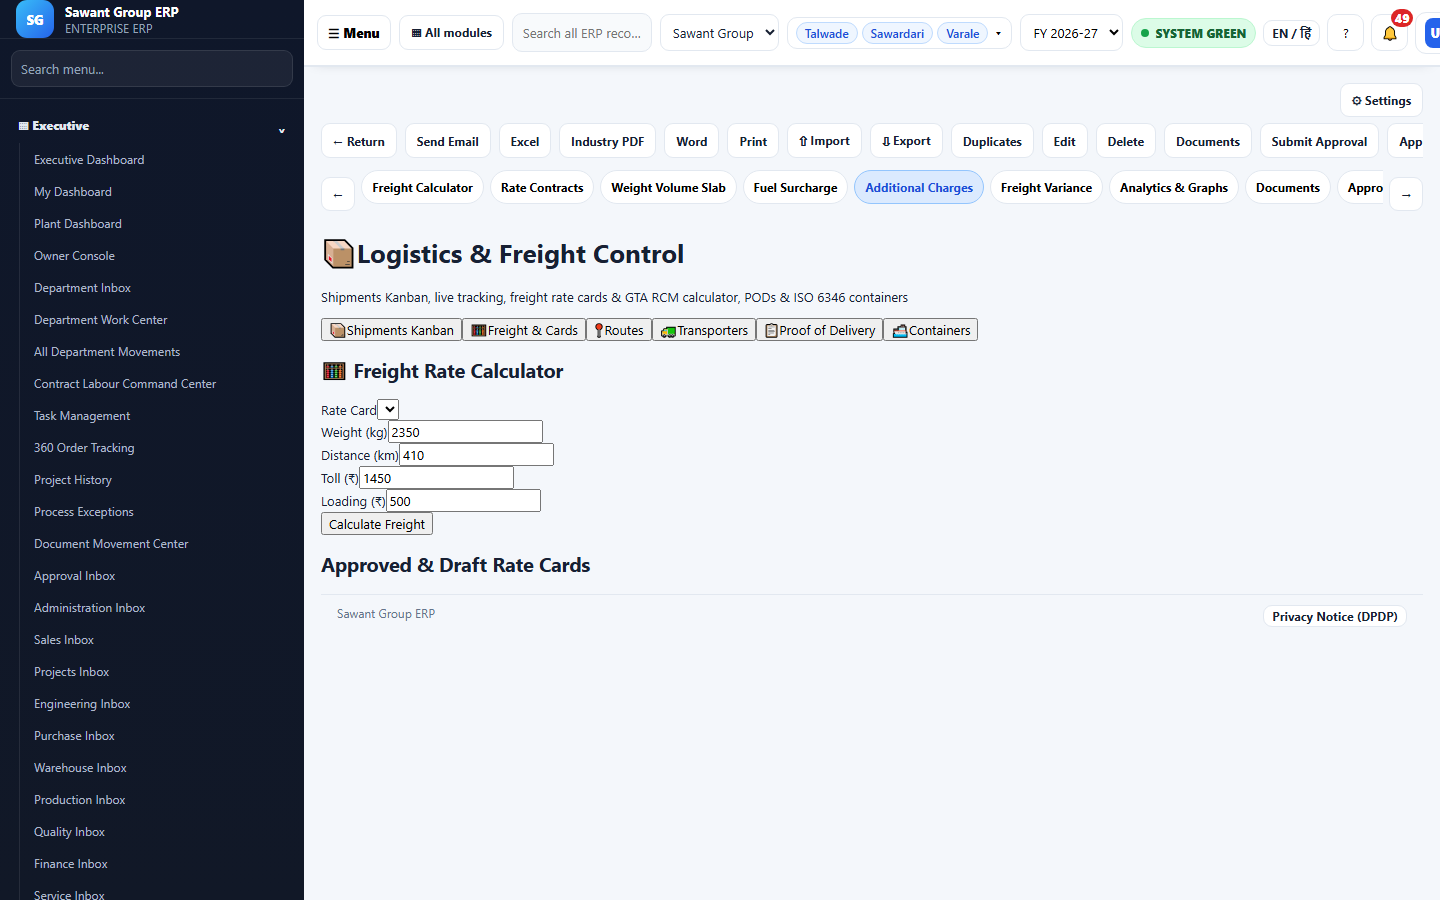 SG
Sawant Group ERP
ENTERPRISE ERP
Search menu...
Executive
Executive Dashboard
My Dashboard
Plant Dashboard
Owner Console
Department Inbox
Department Work Center
All Department Movements
Contract Labour Command Center
Task Management
360 Order Tracking
Project History
Process Exceptions
Document Movement Center
Approval Inbox
Administration Inbox
Sales Inbox
Projects Inbox
Engineering Inbox
Purchase Inbox
Warehouse Inbox
Production Inbox
Quality Inbox
Finance Inbox
Service Inbox
☰ Menu
All modules
Search all ERP reco...
Sawant Group
Talwade
Sawardari
Varale
FY 2026-27
SYSTEM GREEN
EN / हिं
?
49
U
⚙ Settings
← Return
Send Email
Excel
Industry PDF
Word
Print
⇧ Import
⇩ Export
Duplicates
Edit
Delete
Documents
Submit Approval
App
←
Freight Calculator
Rate Contracts
Weight Volume Slab
Fuel Surcharge
Additional Charges
Freight Variance
Analytics & Graphs
Documents
Appro
→
Logistics & Freight Control
Shipments Kanban, live tracking, freight rate cards & GTA RCM calculator, PODs & ISO 6346 containers
Shipments Kanban
Freight & Cards
Routes
Transporters
Proof of Delivery
Containers
Freight Rate Calculator
Rate Card
Weight (kg) 2350
Distance (km) 410
Toll (₹) 1450
Loading (₹) 500
Calculate Freight
Approved & Draft Rate Cards
Sawant Group ERP
Privacy Notice (DPDP)